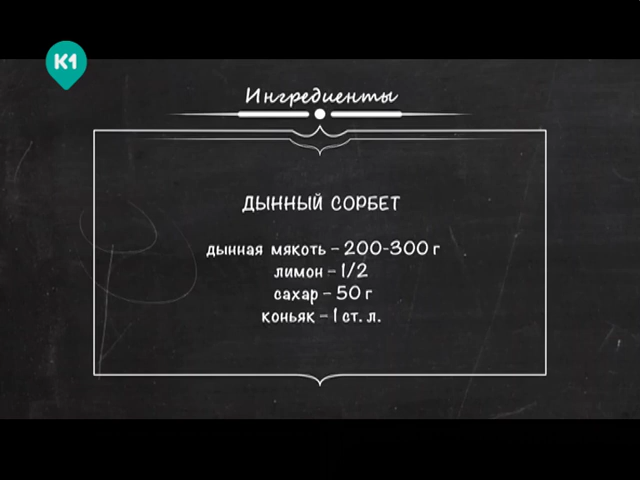 K1
Ингредиенты
ДЫННЫЙ СОРБЕТ
дынная мякоть - 200-300 г
лимон - 1/2
сахар - 50 г
коньяк - 1 ст. л.